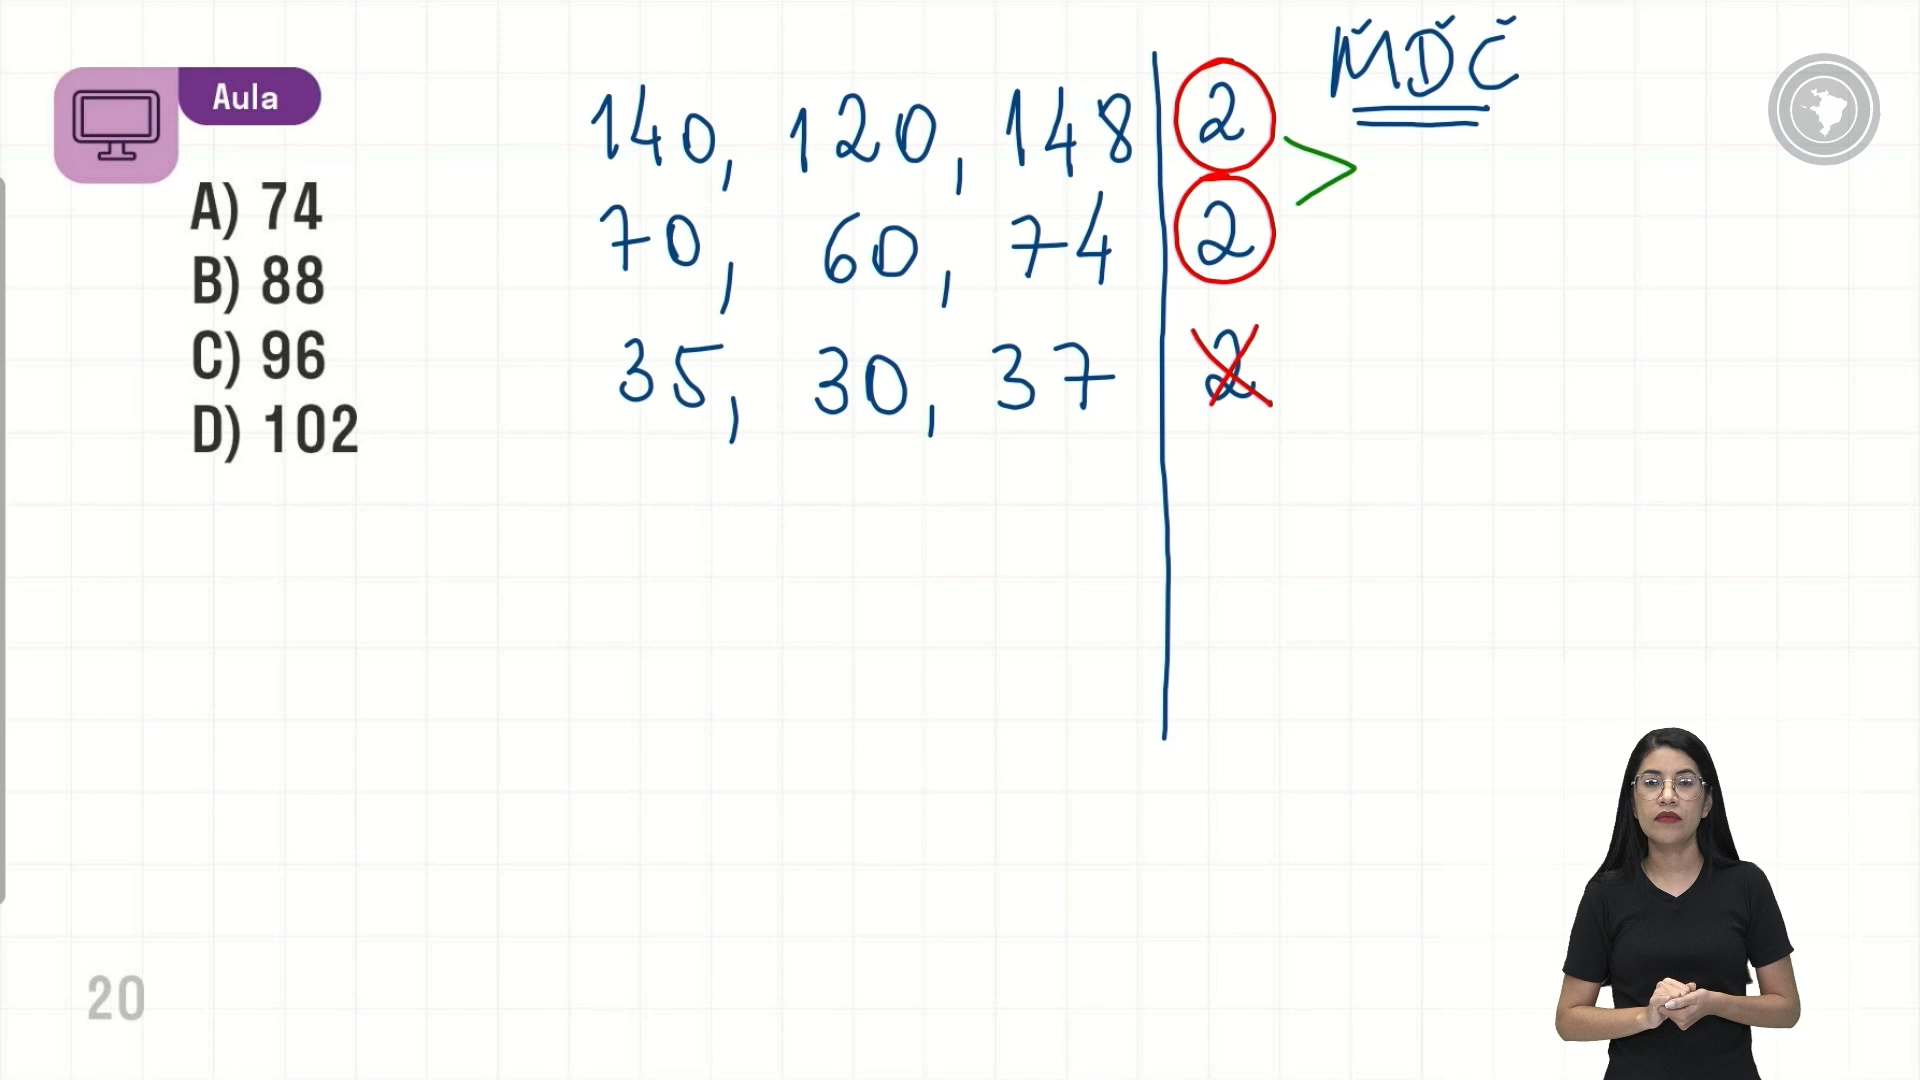 Aula
140, 120, 148 | 2
MDC
70, 60, 74 | 2
35, 30, 37 | 2
A) 74
B) 88
C) 96
D) 102
20